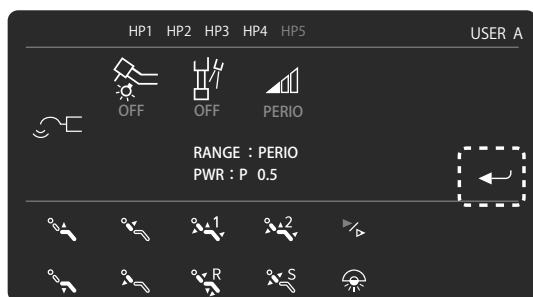 HP1 HP2 HP3 HP4 HP5 USER A
OFF OFF PERIO
RANGE : PERIO
PWR : P 0.5
1 2
R S